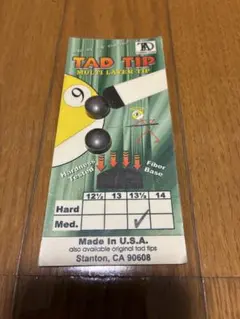 TAD
TAD TIP
MULTI LAYER TIP
9
Hardness Tested
Fiber Base
12½ 13 13½ 14
Hard
Med. ✓
Made In U.S.A.
also available original tad tips
Stanton, CA 90608